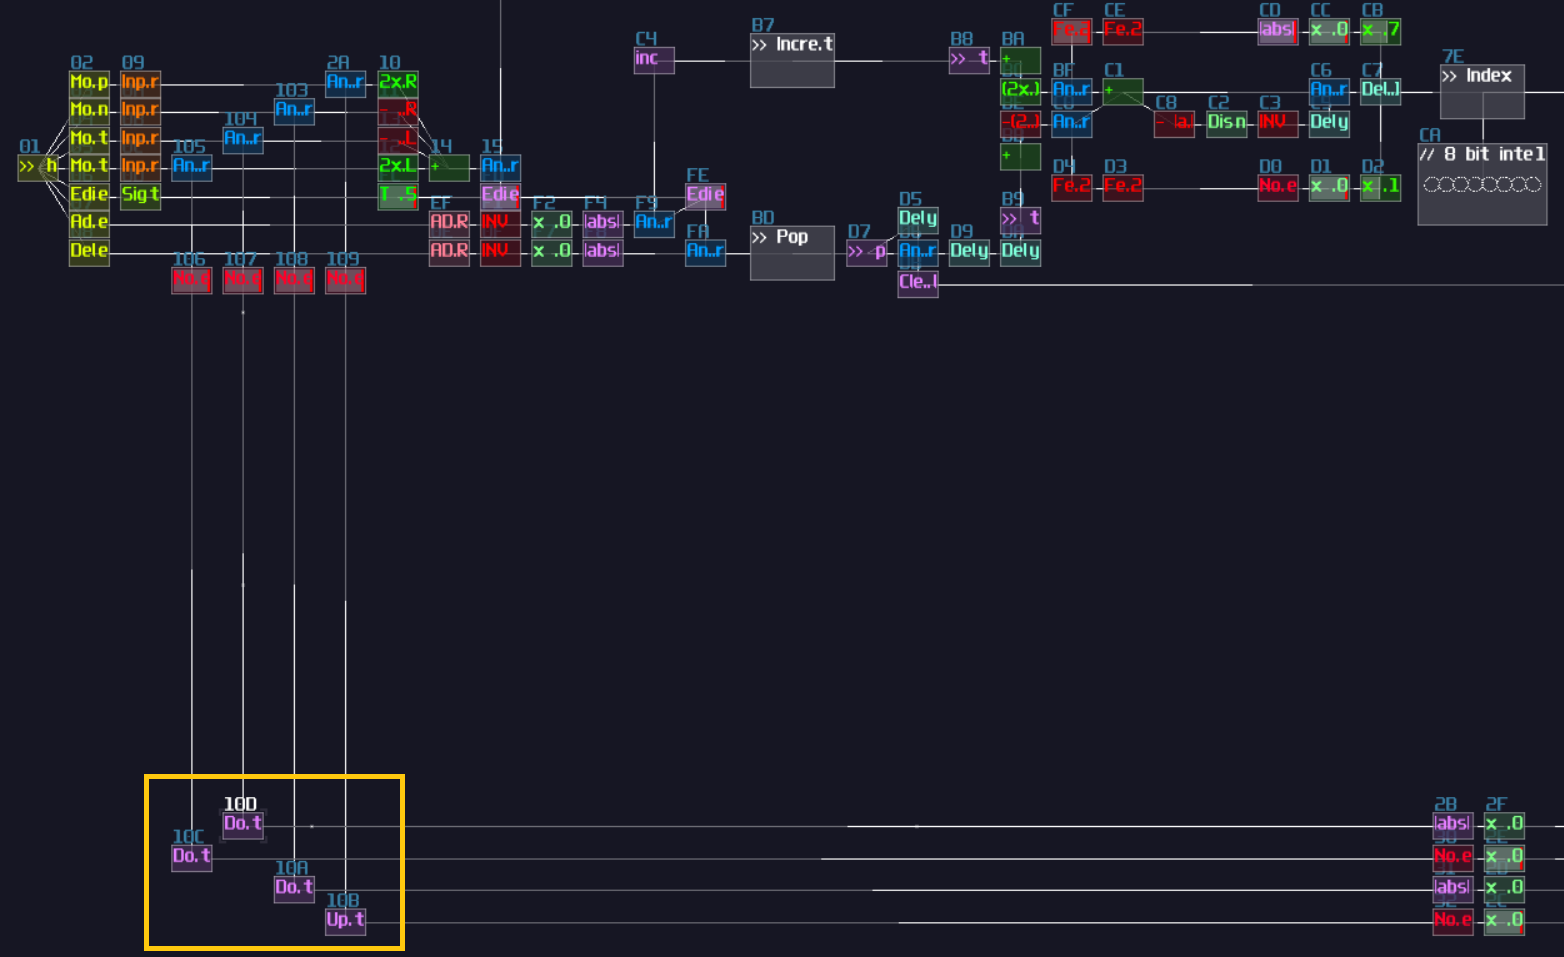 CF CE CD CC CB
Fe.2 Fe.2 |abs| x .0 x .7
C4 B7 B8 BA
inc >> Incre.t >> t +
02 09 2A 10 BF C1 C6 C7 7E
Mo.p Inp.r An..r 2x.R (2x.) An..r + An..r Del..] >> Index
103
Mo.n Inp.r An..r - .R -(2.. An..r C8 C2 C3
- |a.| Disn INV Dely
104
Mo.t Inp.r An..r - .L
01 105 14 15 CA
>> h Mo.t Inp.r An..r 2x.L + An..r + // 8 bit intel
FE D4 D3 D0 D1 D2
Edie Sigt T .S Edie Edie Fe.2 Fe.2 No.e x .0 x .1
EF F2 F4 F9 BD D5 B9
Ad.e AD.R INV x .0 |abs| An..r >> Pop Dely >> t
FA D7 D9
Dele AD.R INV x .0 |abs| An..r >> p An..r Dely Dely
106 107 108 109
No.e No.e No.e No.e Cle..l
10D 2B 2F
Do.t |abs| x .0
10C
Do.t No.e x .0
10A
Do.t |abs| x .0
10B
Up.t No.e x .0